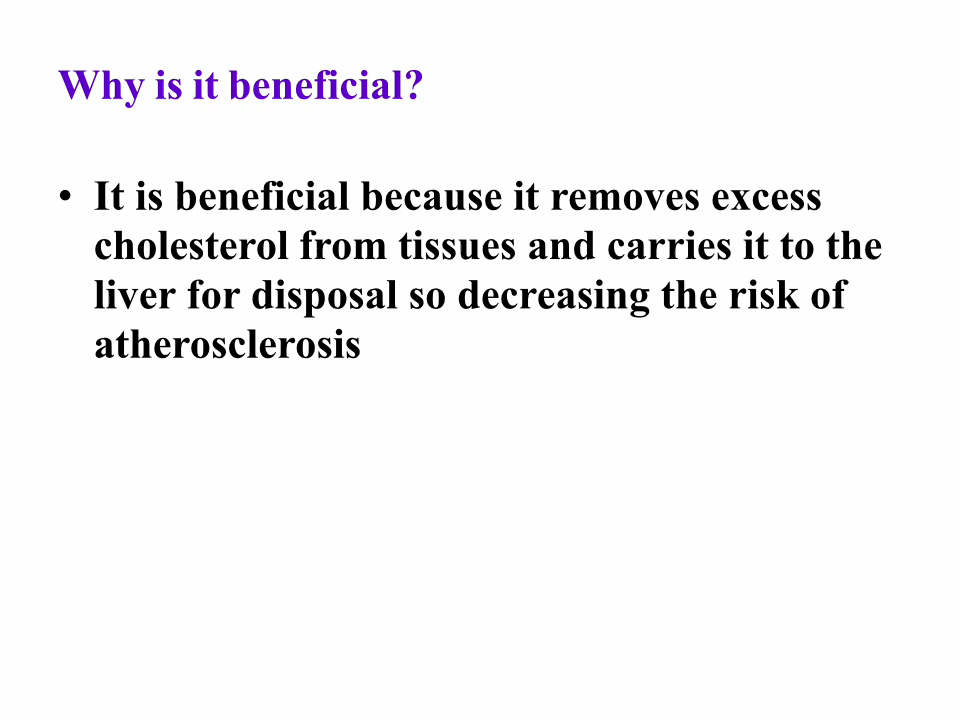 Why is it beneficial?
• It is beneficial because it removes excess
cholesterol from tissues and carries it to the
liver for disposal so decreasing the risk of
atherosclerosis